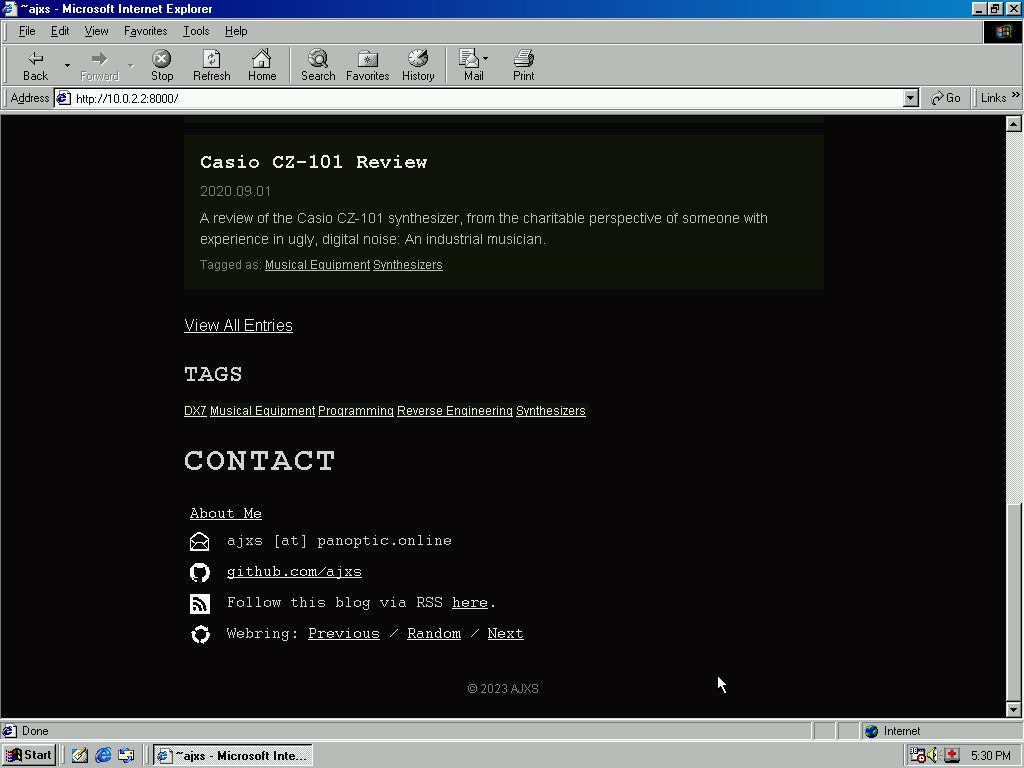 ~ajxs - Microsoft Internet Explorer
File Edit View Favorites Tools Help
Back Forward Stop Refresh Home Search Favorites History Mail Print
Address http://10.0.2.2:8000/ Go Links »
Casio CZ-101 Review
2020.09.01
A review of the Casio CZ-101 synthesizer, from the charitable perspective of someone with
experience in ugly, digital noise: An industrial musician.
Tagged as: Musical Equipment Synthesizers
View All Entries
TAGS
DX7 Musical Equipment Programming Reverse Engineering Synthesizers
CONTACT
About Me
ajxs [at] panoptic.online
github.com/ajxs
Follow this blog via RSS here.
Webring: Previous / Random / Next
© 2023 AJXS
Done Internet
Start ~ajxs - Microsoft Inte... 5:30 PM